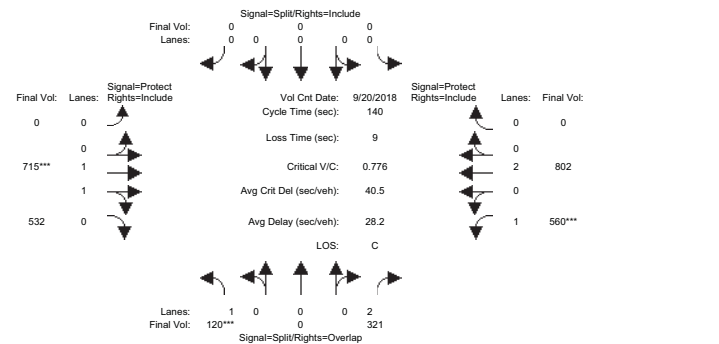 Signal=Split/Rights=Include
Final Vol: 0 0 0
Lanes: 0 0 0 0 0
Signal=Protect Signal=Protect
Final Vol: Lanes: Rights=Include Vol Cnt Date: 9/20/2018 Rights=Include Lanes: Final Vol:
Cycle Time (sec): 140
0 0 0 0
Loss Time (sec): 9
0 0
715*** 1 Critical V/C: 0.776 2 802
1 Avg Crit Del (sec/veh): 40.5 0
532 0 Avg Delay (sec/veh): 28.2 1 560***
LOS: C
Lanes: 1 0 0 0 2
Final Vol: 120*** 0 321
Signal=Split/Rights=Overlap